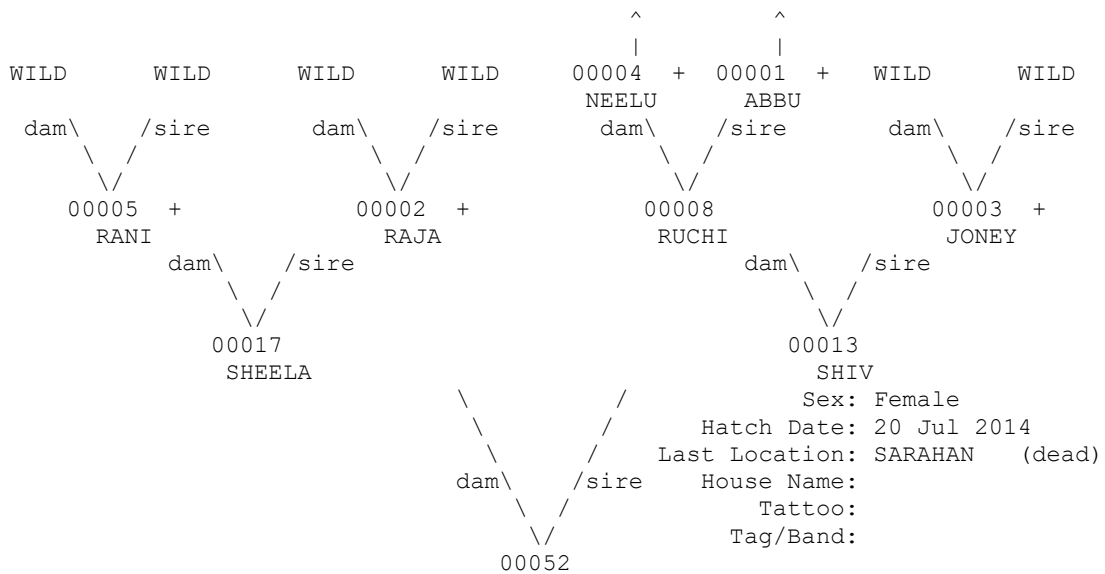 ^ ^
| |
WILD WILD WILD WILD 00004 + 00001 + WILD WILD
NEELU ABBU
dam\ /sire dam\ /sire dam\ /sire dam\ /sire
\ / \ / \ / \ /
\/ \/ \/ \/
00005 + 00002 + 00008 00003 +
RANI RAJA RUCHI JONEY
dam\ /sire dam\ /sire
\ / \ /
\/ \/
00017 00013
SHEELA SHIV
\ / Sex: Female
\ / Hatch Date: 20 Jul 2014
\ / Last Location: SARAHAN (dead)
dam\ /sire House Name:
\ / Tattoo:
\/ Tag/Band:
00052